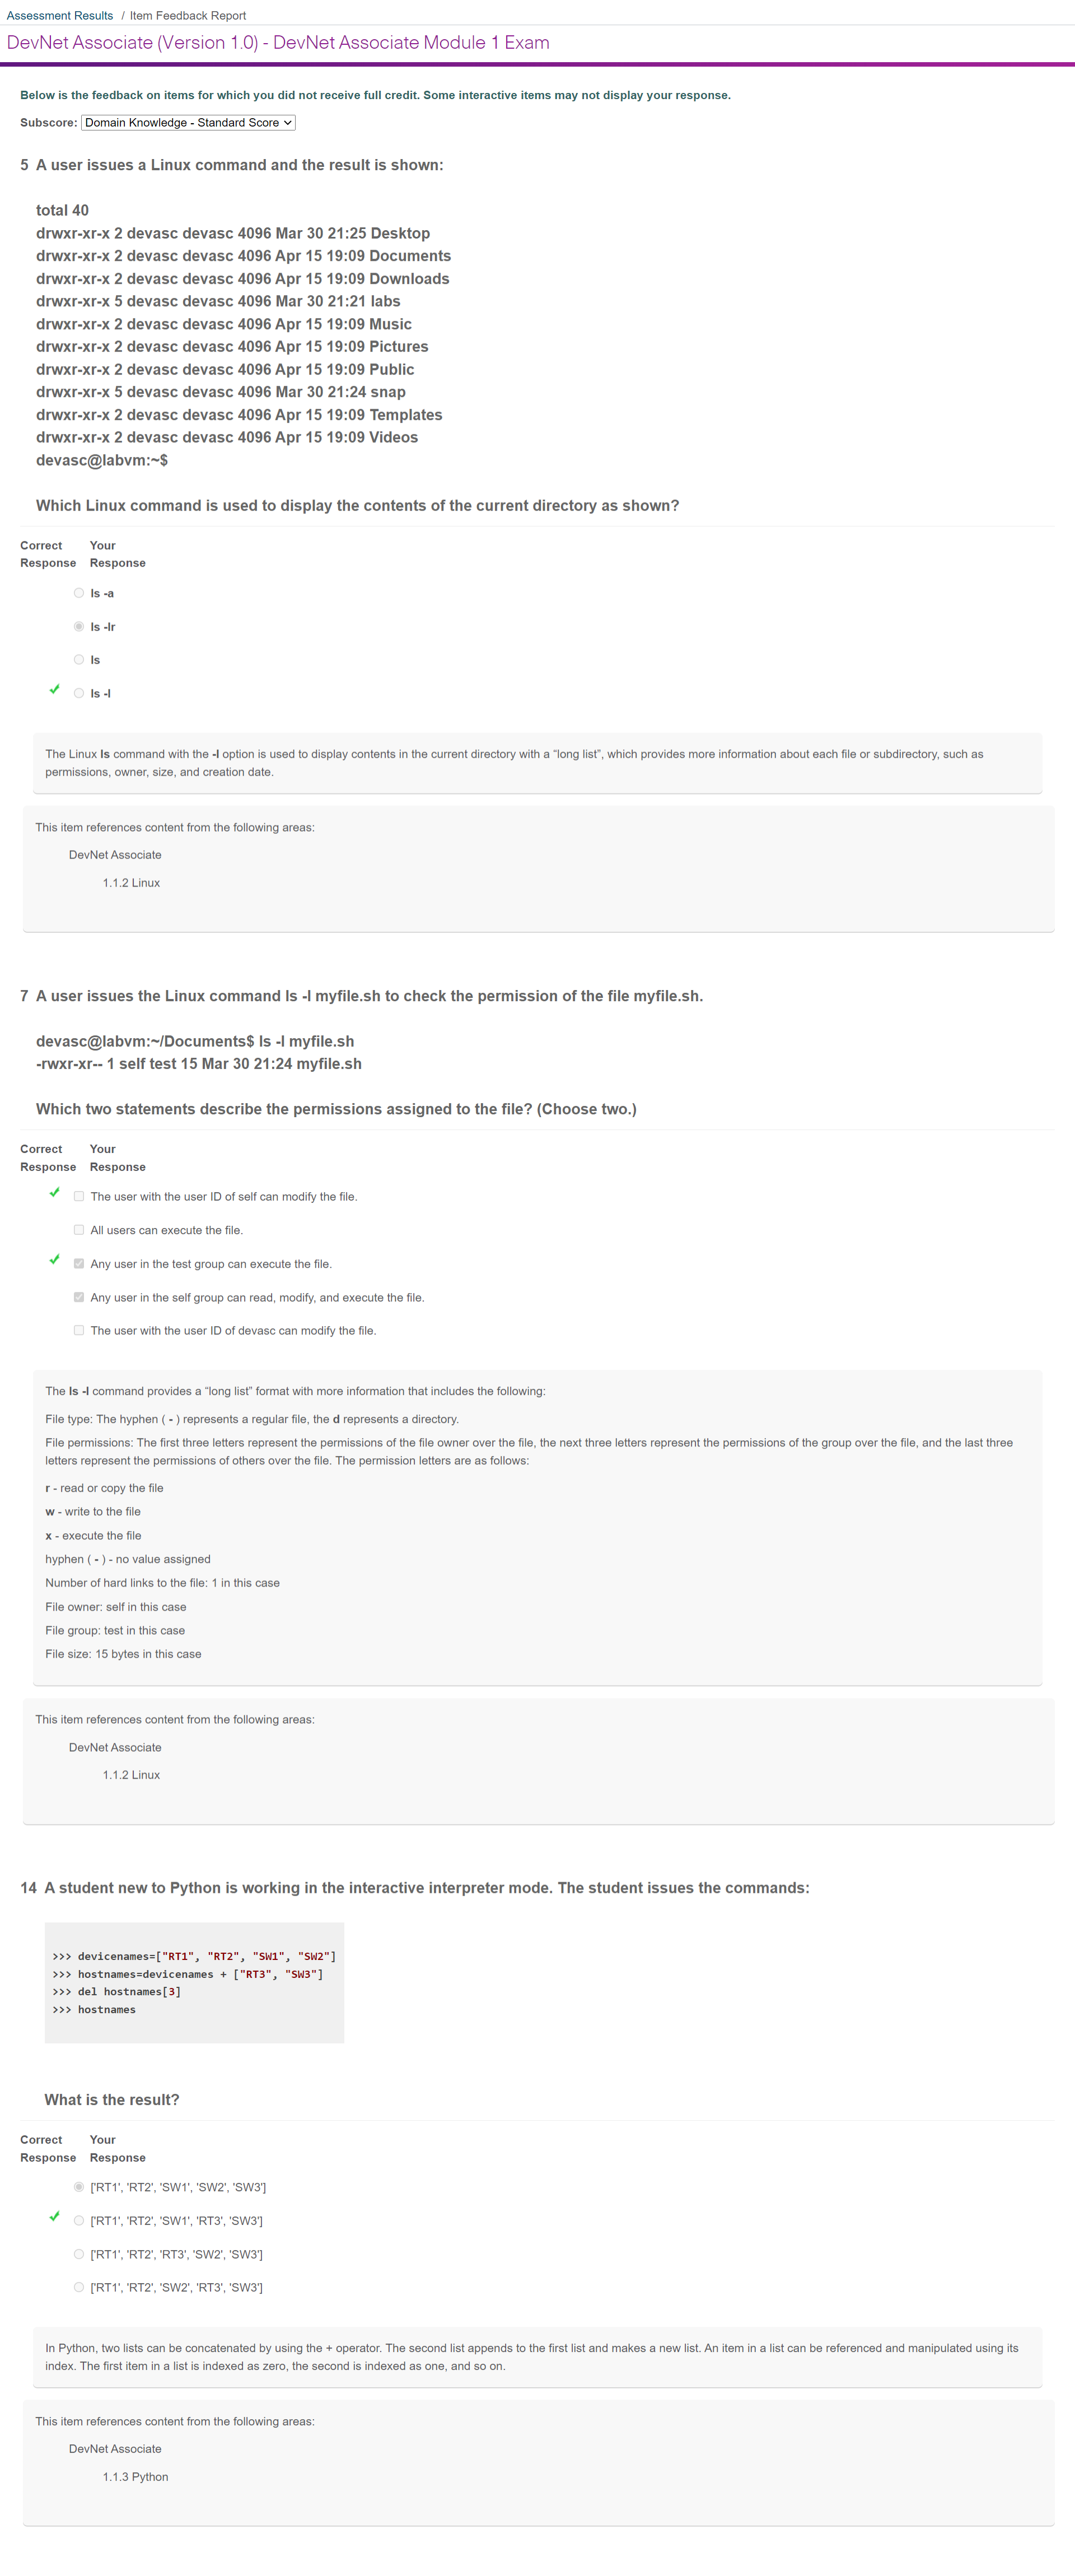 Assessment Results / Item Feedback Report
DevNet Associate (Version 1.0) - DevNet Associate Module 1 Exam
Below is the feedback on items for which you did not receive full credit. Some interactive items may not display your response.
Subscore: Domain Knowledge - Standard Score
5 A user issues a Linux command and the result is shown:
total 40
drwxr-xr-x 2 devasc devasc 4096 Mar 30 21:25 Desktop
drwxr-xr-x 2 devasc devasc 4096 Apr 15 19:09 Documents
drwxr-xr-x 2 devasc devasc 4096 Apr 15 19:09 Downloads
drwxr-xr-x 5 devasc devasc 4096 Mar 30 21:21 labs
drwxr-xr-x 2 devasc devasc 4096 Apr 15 19:09 Music
drwxr-xr-x 2 devasc devasc 4096 Apr 15 19:09 Pictures
drwxr-xr-x 2 devasc devasc 4096 Apr 15 19:09 Public
drwxr-xr-x 5 devasc devasc 4096 Mar 30 21:24 snap
drwxr-xr-x 2 devasc devasc 4096 Apr 15 19:09 Templates
drwxr-xr-x 2 devasc devasc 4096 Apr 15 19:09 Videos
devasc@labvm:~$
Which Linux command is used to display the contents of the current directory as shown?
Correct Your
Response Response
ls -a
ls -lr
ls
ls -l
The Linux ls command with the -l option is used to display contents in the current directory with a “long list”, which provides more information about each file or subdirectory, such as
permissions, owner, size, and creation date.
This item references content from the following areas:
DevNet Associate
1.1.2 Linux
7 A user issues the Linux command ls -l myfile.sh to check the permission of the file myfile.sh.
devasc@labvm:~/Documents$ ls -l myfile.sh
-rwxr-xr-- 1 self test 15 Mar 30 21:24 myfile.sh
Which two statements describe the permissions assigned to the file? (Choose two.)
Correct Your
Response Response
The user with the user ID of self can modify the file.
All users can execute the file.
Any user in the test group can execute the file.
Any user in the self group can read, modify, and execute the file.
The user with the user ID of devasc can modify the file.
The ls -l command provides a “long list” format with more information that includes the following:
File type: The hyphen ( - ) represents a regular file, the d represents a directory.
File permissions: The first three letters represent the permissions of the file owner over the file, the next three letters represent the permissions of the group over the file, and the last three
letters represent the permissions of others over the file. The permission letters are as follows:
r - read or copy the file
w - write to the file
x - execute the file
hyphen ( - ) - no value assigned
Number of hard links to the file: 1 in this case
File owner: self in this case
File group: test in this case
File size: 15 bytes in this case
This item references content from the following areas:
DevNet Associate
1.1.2 Linux
14 A student new to Python is working in the interactive interpreter mode. The student issues the commands:
>>> devicenames=["RT1", "RT2", "SW1", "SW2"]
>>> hostnames=devicenames + ["RT3", "SW3"]
>>> del hostnames[3]
>>> hostnames
What is the result?
Correct Your
Response Response
['RT1', 'RT2', 'SW1', 'SW2', 'SW3']
['RT1', 'RT2', 'SW1', 'RT3', 'SW3']
['RT1', 'RT2', 'RT3', 'SW2', 'SW3']
['RT1', 'RT2', 'SW2', 'RT3', 'SW3']
In Python, two lists can be concatenated by using the + operator. The second list appends to the first list and makes a new list. An item in a list can be referenced and manipulated using its
index. The first item in a list is indexed as zero, the second is indexed as one, and so on.
This item references content from the following areas:
DevNet Associate
1.1.3 Python